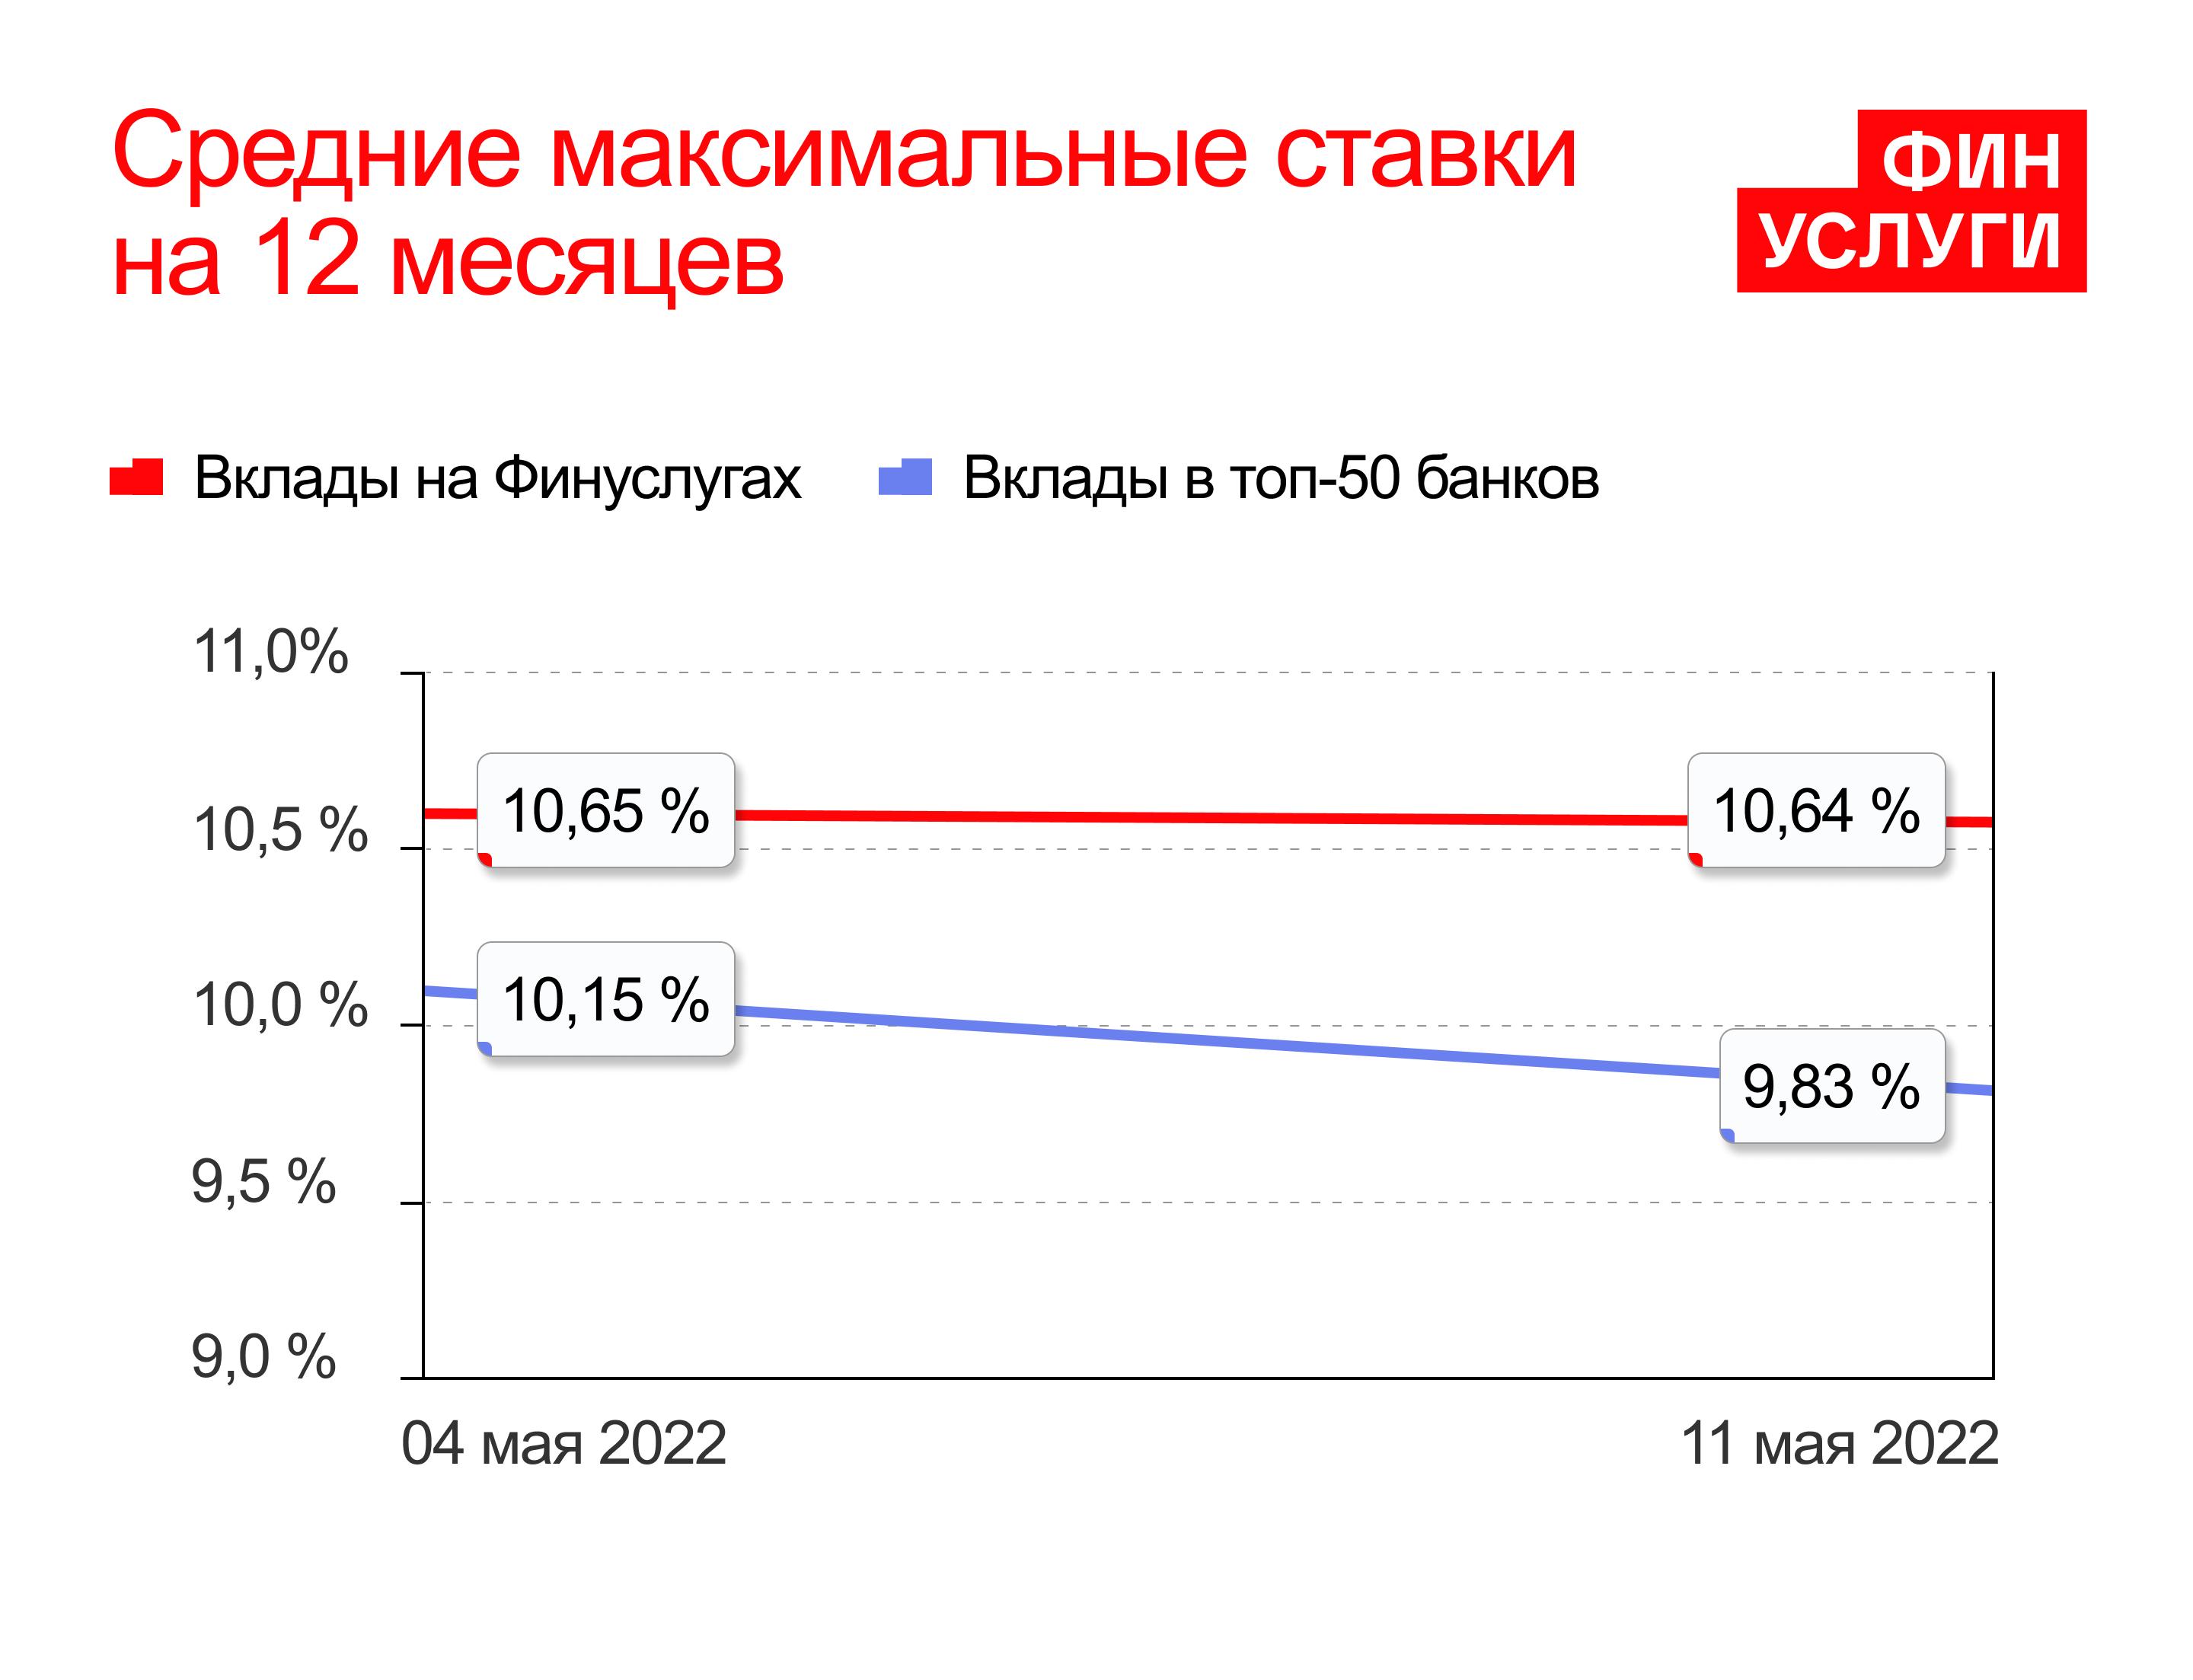 Средние максимальные ставки
на 12 месяцев
ФИН
УСЛУГИ
Вклады на Финуслугах
Вклады в топ-50 банков
11,0%
10,5 %
10,0 %
9,5 %
9,0 %
10,65 %
10,64 %
10,15 %
9,83 %
04 мая 2022
11 мая 2022